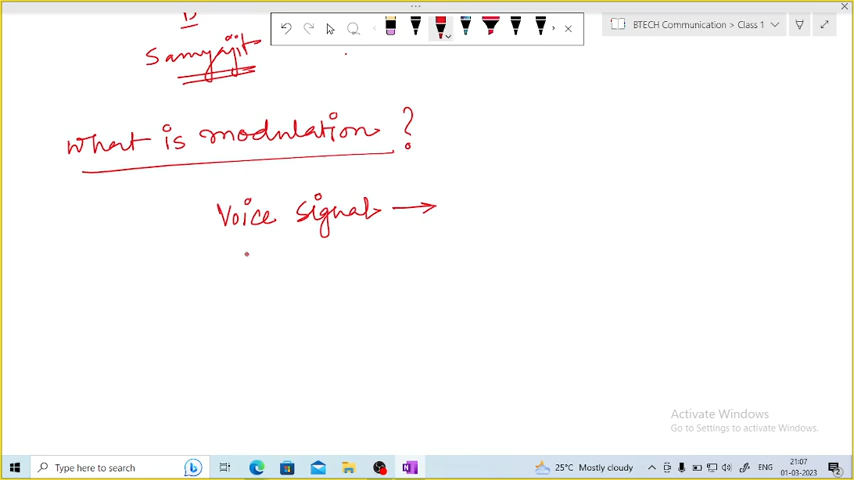 BTECH Communication > Class 1
Samyajit
What is modulation ?
Voice signal →
Activate Windows
Go to Settings to activate Windows.
Type here to search
25°C Mostly cloudy
ENG
21:07
01-03-2023
2